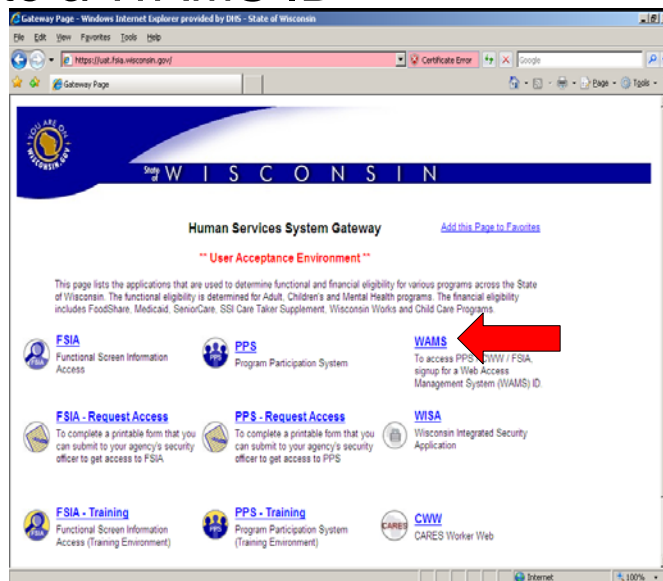 Gateway Page - Windows Internet Explorer provided by DHS - State of Wisconsin
File Edit View Favorites Tools Help
https://uat.fsia.wisconsin.gov/ Certificate Error Google
Gateway Page Page Tools
YOU ARE ON
WISCONSIN.GOV
State of WISCONSIN
Human Services System Gateway
Add this Page to Favorites
** User Acceptance Environment **
This page lists the applications that are used to determine functional and financial eligibility for various programs across the State
of Wisconsin. The functional eligibility is determined for Adult, Children's and Mental Health programs. The financial eligibility
includes FoodShare, Medicaid, SeniorCare, SSI Care Taker Supplement, Wisconsin Works and Child Care Programs
FSIA
Functional Screen Information
Access
PPS
Program Participation System
WAMS
To access PPS / CWW / FSIA,
signup for a Web Access
Management System (WAMS) ID.
FSIA - Request Access
To complete a printable form that you
can submit to your agency's security
officer to get access to FSIA
PPS - Request Access
To complete a printable form that you
can submit to your agency's security
officer to get access to PPS
WISA
Wisconsin Integrated Security
Application
FSIA - Training
Functional Screen Information
Access (Training Environment)
PPS - Training
Program Participation System
(Training Environment)
CARES
CWW
CARES Worker Web
Internet 100%